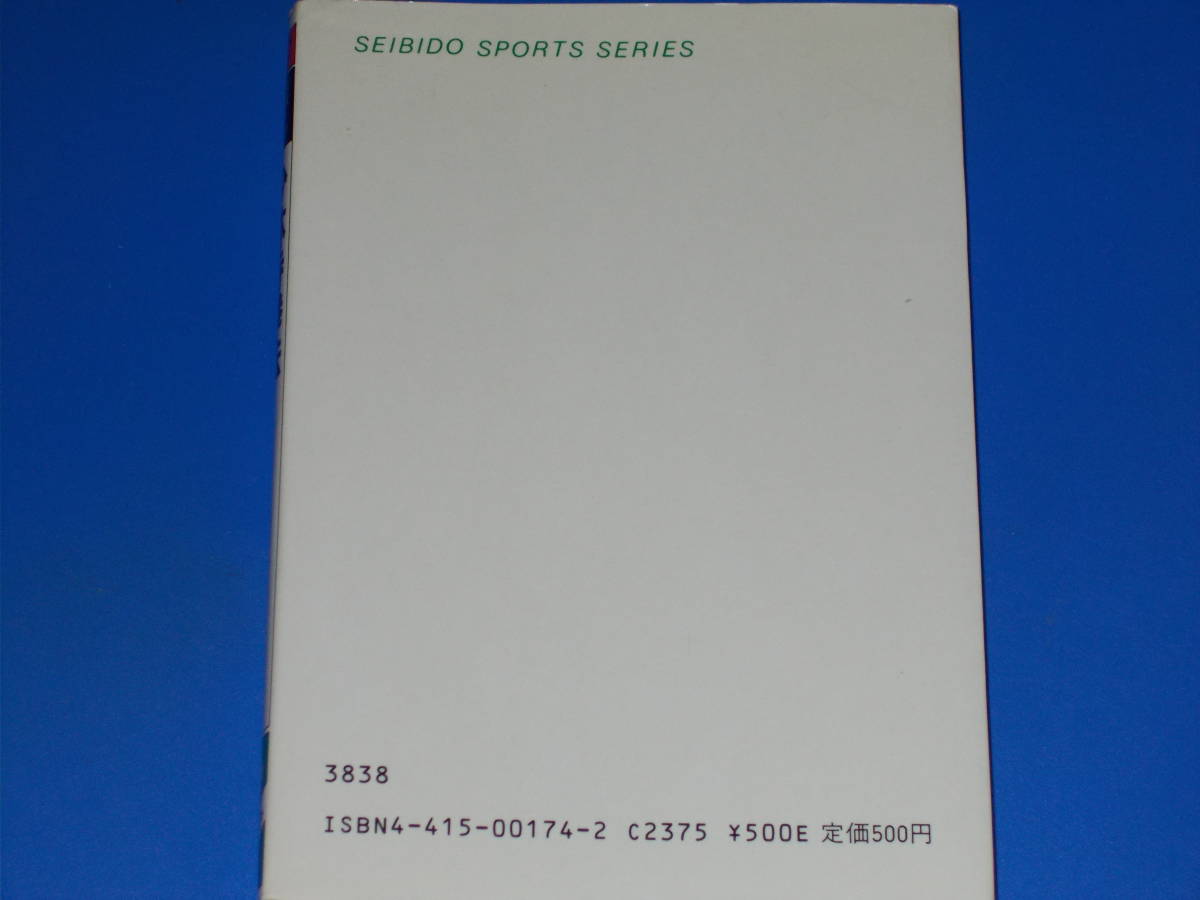 SEIBIDO SPORTS SERIES
3838
ISBN4-415-00174-2 C2375 ¥500E 定価500円